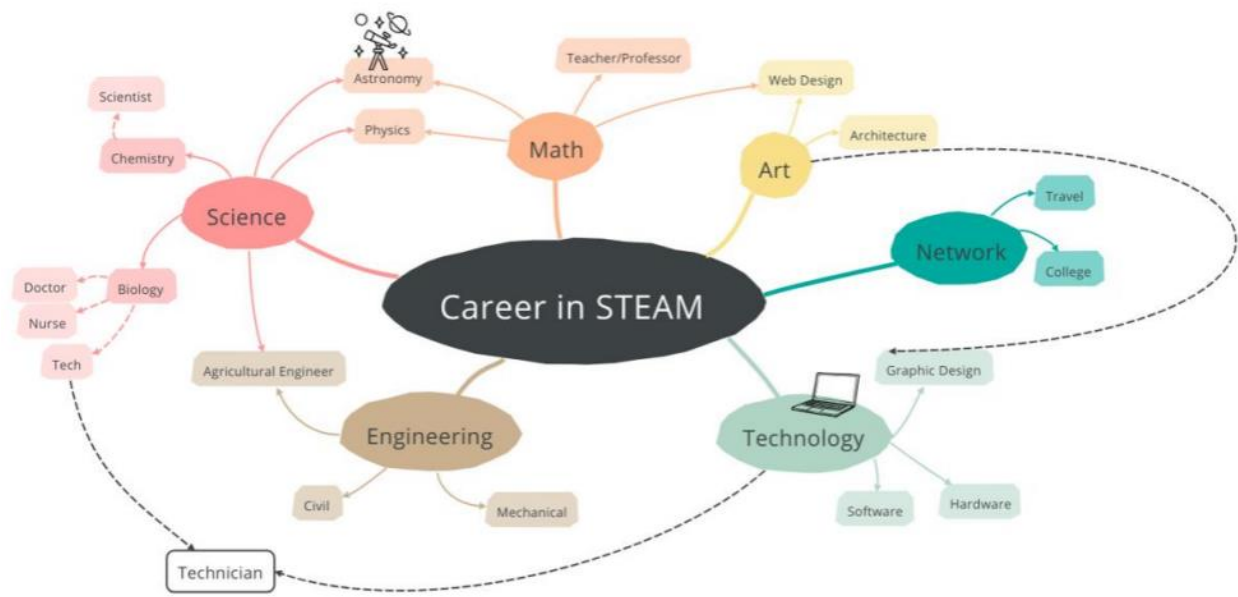 Teacher/Professor
Astronomy
Web Design
Scientist
Physics
Architecture
Chemistry
Math
Art
Science
Travel
Network
College
Doctor
Biology
Nurse
Career in STEAM
Tech
Agricultural Engineer
Graphic Design
Engineering
Technology
Civil
Mechanical
Software
Hardware
Technician